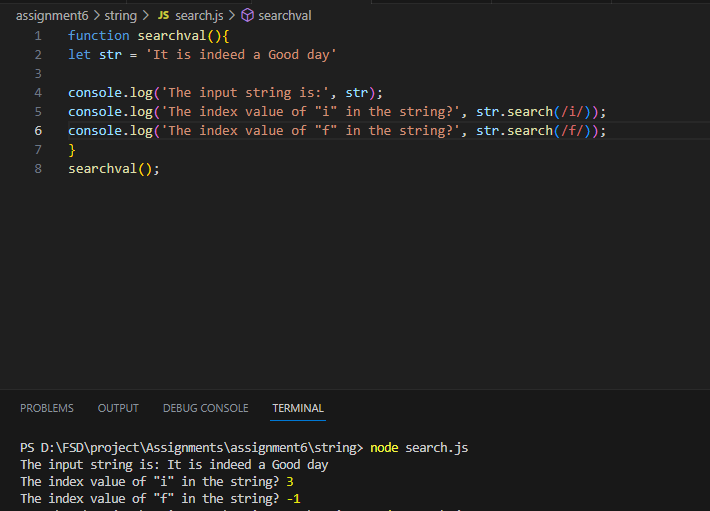 assignment6 > string > JS search.js > searchval
1 function searchval(){
2 let str = 'It is indeed a Good day'
3
4 console.log('The input string is:', str);
5 console.log('The index value of "i" in the string?', str.search(/i/));
6 console.log('The index value of "f" in the string?', str.search(/f/));
7 }
8 searchval();
PROBLEMS OUTPUT DEBUG CONSOLE TERMINAL
PS D:\FSD\project\Assignments\assignment6\string> node search.js
The input string is: It is indeed a Good day
The index value of "i" in the string? 3
The index value of "f" in the string? -1